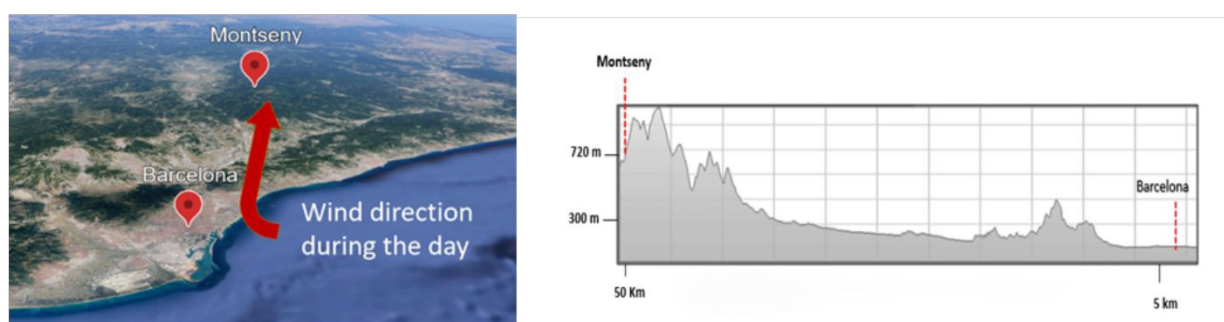 Montseny
Barcelona
Wind direction
during the day
Montseny
720 m
Barcelona
300 m
50 Km
5 km